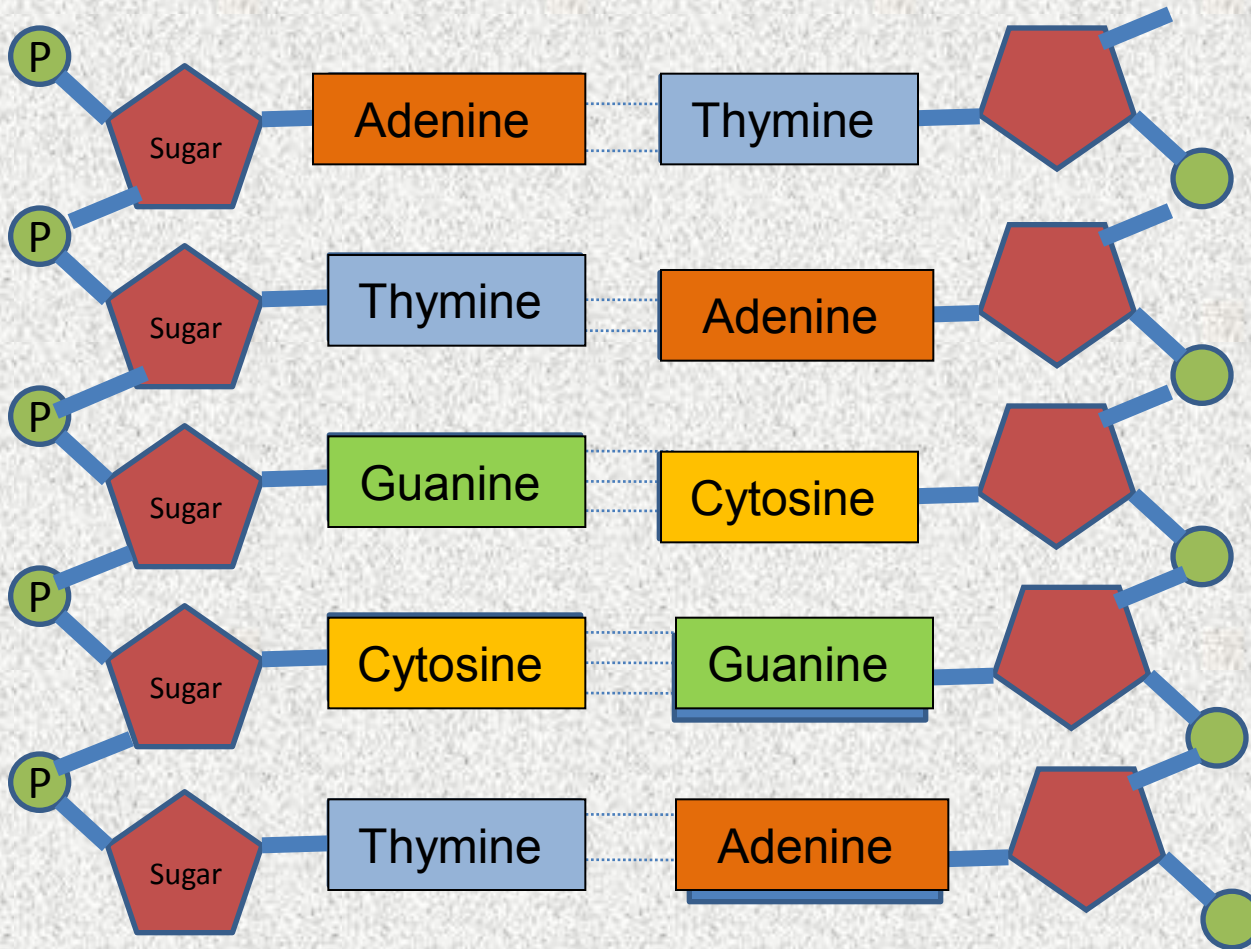 P
Sugar Adenine Thymine
P
Sugar Thymine Adenine
P
Sugar Guanine Cytosine
P
Sugar Cytosine Guanine
P
Sugar Thymine Adenine